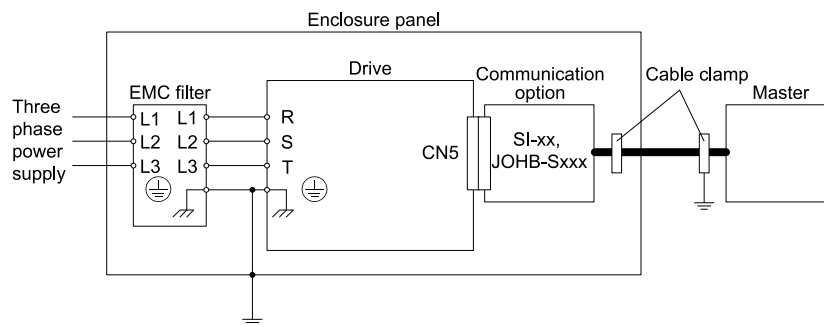 Enclosure panel
Drive
EMC filter
Communication
option
Cable clamp
Master
Three
phase
power
supply
L1 L1
L2 L2
L3 L3
R
S
T
CN5
SI-xx,
JOHB-Sxxx